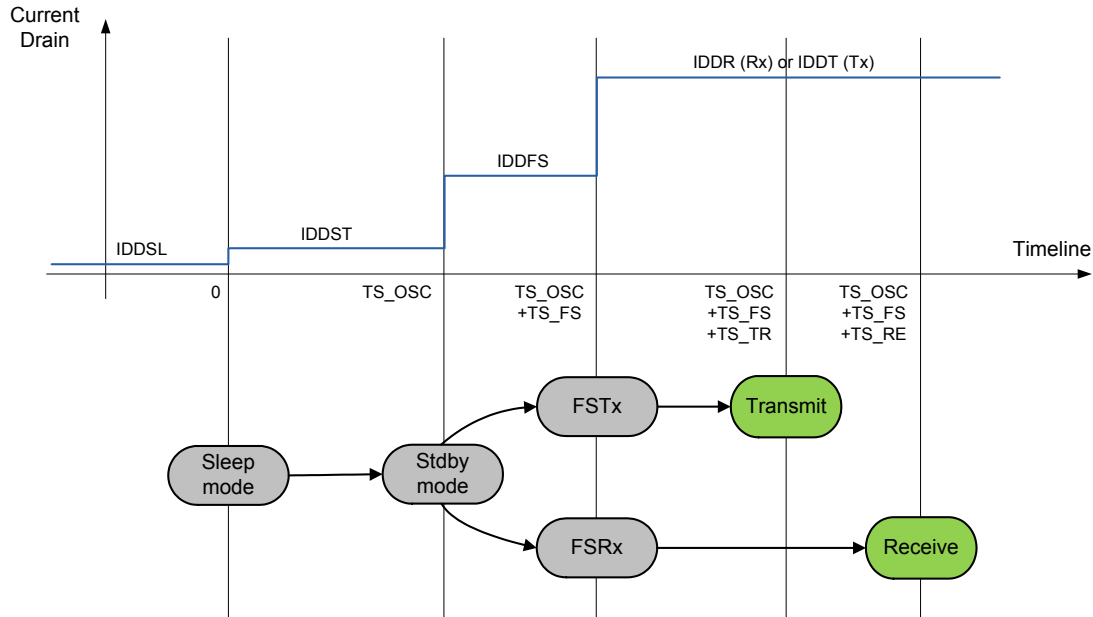 Current
Drain
IDDR (Rx) or IDDT (Tx)
IDDFS
IDDST
IDDSL
Timeline
0
TS_OSC
TS_OSC
+TS_FS
TS_OSC
+TS_FS
+TS_TR
TS_OSC
+TS_FS
+TS_RE
FSTx
Transmit
Sleep
mode
Stdby
mode
FSRx
Receive